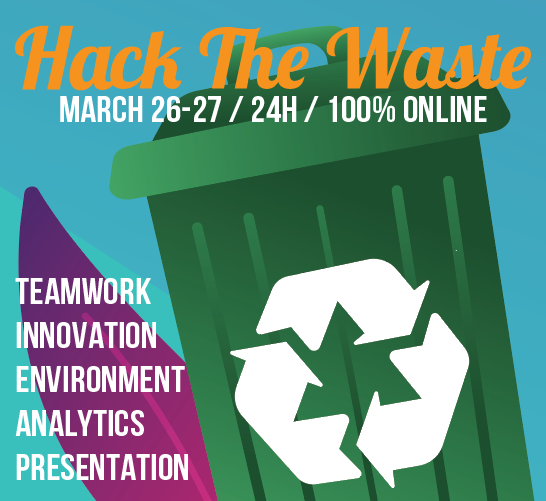 Hack The Waste
MARCH 26-27 / 24H / 100% ONLINE
TEAMWORK
INNOVATION
ENVIRONMENT
ANALYTICS
PRESENTATION